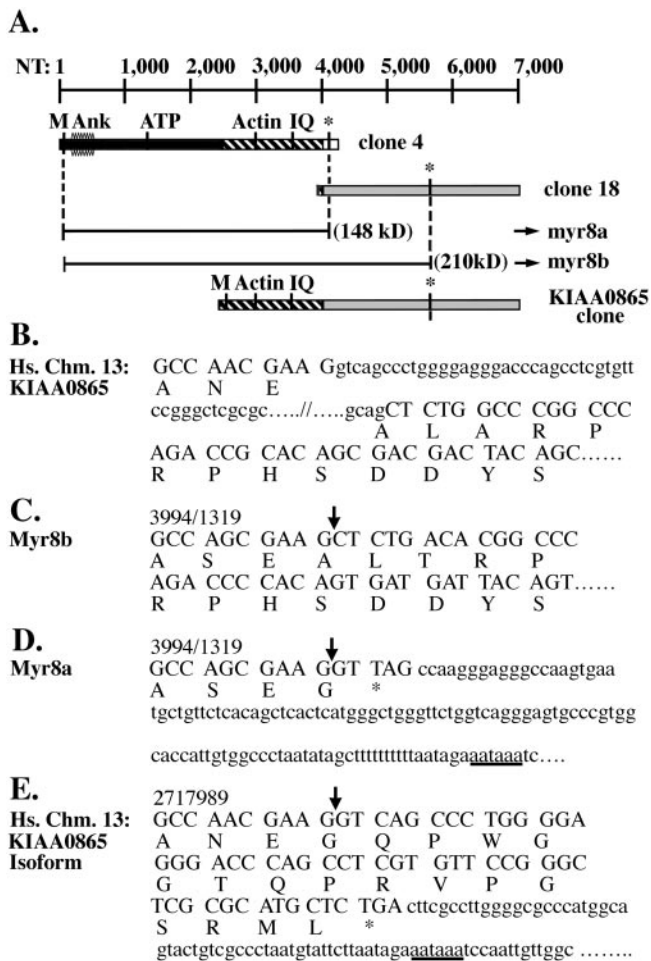 A.
NT: 1 1,000 2,000 3,000 4,000 5,000 6,000 7,000
M Ank ATP Actin IQ * clone 4
* clone 18
(148 kD) myr8a
(210kD) myr8b
M Actin IQ * KIAA0865
clone
B.
Hs. Chm. 13: GCC AAC GAA Ggtcagccctggggagggacccagcctcgtgtt
KIAA0865 A N E
ccgggctcgcgc…..//…..gcagCT CTG GCC CGG CCC
A L A R P
AGA CCG CAC AGC GAC GAC TAC AGC……
R P H S D D Y S
C.
3994/1319
Myr8b GCC AGC GAA GCT CTG ACA CGG CCC
A S E A L T R P
AGA CCC CAC AGT GAT GAT TAC AGT……
R P H S D D Y S
D.
3994/1319
Myr8a GCC AGC GAA GGT TAG ccaagggagggccaagtgaa
A S E G *
tgctgttctcacagctcactcatgggctgggttctggtcagggagtgcccgtgg
caccattgtggccctaatatagctttttttttttaatagaaataaatc….
E.
2717989
Hs. Chm. 13: GCC AAC GAA GGT CAG CCC TGG GGA
KIAA0865 A N E G Q P W G
Isoform GGG ACC CAG CCT CGT GTT CCG GGC
G T Q P R V P G
TCG CGC ATG CTC TGA cttcgccttggggcgcccatggca
S R M L *
gtactgtcgccctaatgtattcttaatagaaataaatccaattgttggc ……..